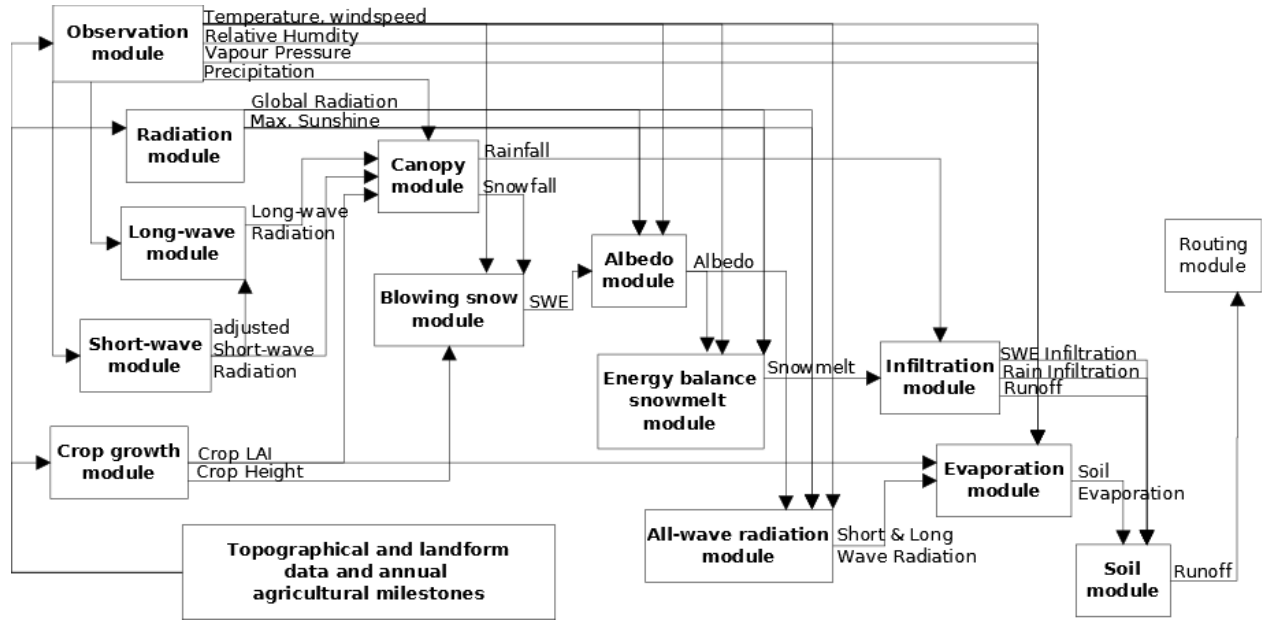 Temperature, windspeed
Observation
module
Relative Humidity
Vapour Pressure
Precipitation
Global Radiation
Max. Sunshine
Radiation
module
Canopy
module
Rainfall
Snowfall
Long-wave
Radiation
Long-wave
module
Albedo
module
Albedo
Routing
module
Blowing snow
module
SWE
Short-wave
module
adjusted
Short-wave
Radiation
Energy balance
snowmelt
module
Snowmelt
Infiltration
module
SWE Infiltration
Rain Infiltration
Runoff
Crop growth
module
Crop LAI
Crop Height
Evaporation
module
Soil
Evaporation
All-wave radiation
module
Short & Long
Wave Radiation
Topographical and landform
data and annual
agricultural milestones
Soil
module
Runoff